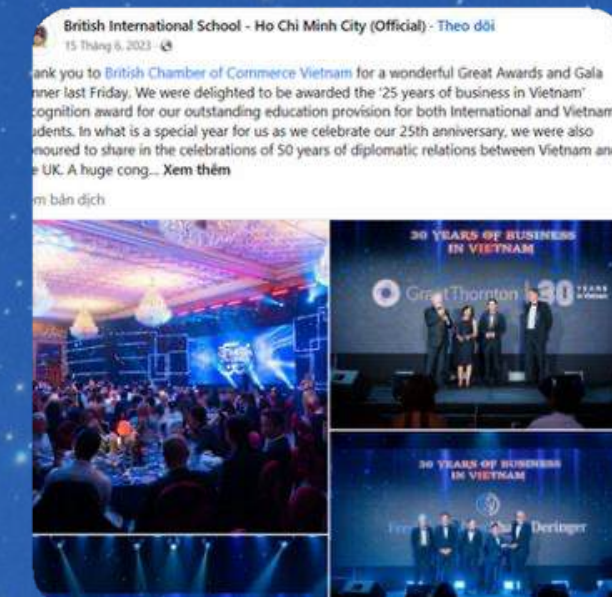 British International School - Ho Chi Minh City (Official) · Theo dõi
15 Tháng 6, 2023 ·
ank you to British Chamber of Commerce Vietnam for a wonderful Great Awards and Gala
nner last Friday. We were delighted to be awarded the '25 years of business in Vietnam'
cognition award for our outstanding education provision for both International and Vietnam
udents. In what is a special year for us as we celebrate our 25th anniversary, we were also
noured to share in the celebrations of 50 years of diplomatic relations between Vietnam an
e UK. A huge cong... Xem thêm
m bản dịch
30 YEARS OF BUSINESS
IN VIETNAM
Grant Thornton 30 YEARS
30 YEARS OF BUSINESS
IN VIETNAM
Deringer